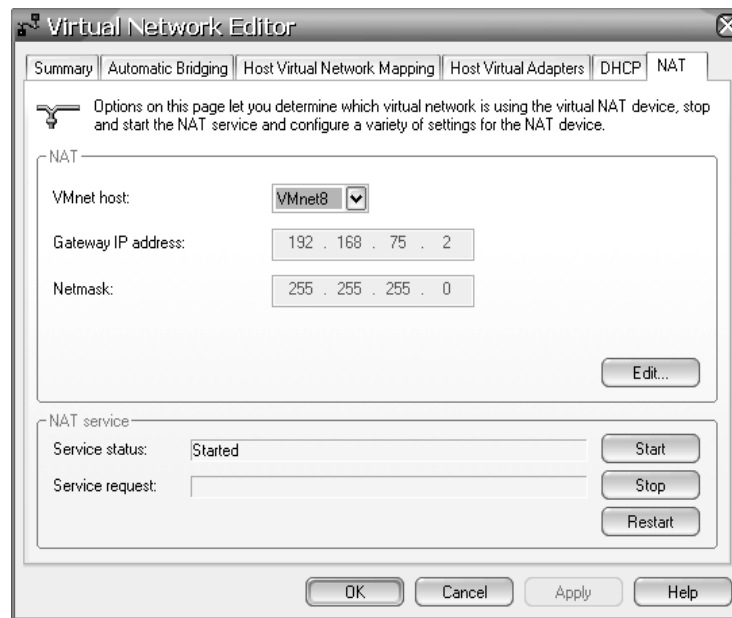 Virtual Network Editor
Summary Automatic Bridging Host Virtual Network Mapping Host Virtual Adapters DHCP NAT
Options on this page let you determine which virtual network is using the virtual NAT device, stop
and start the NAT service and configure a variety of settings for the NAT device.
NAT
VMnet host: VMnet8
Gateway IP address: 192 . 168 . 75 . 2
Netmask: 255 . 255 . 255 . 0
Edit...
NAT service
Service status: Started Start
Service request: Stop
Restart
OK Cancel Apply Help